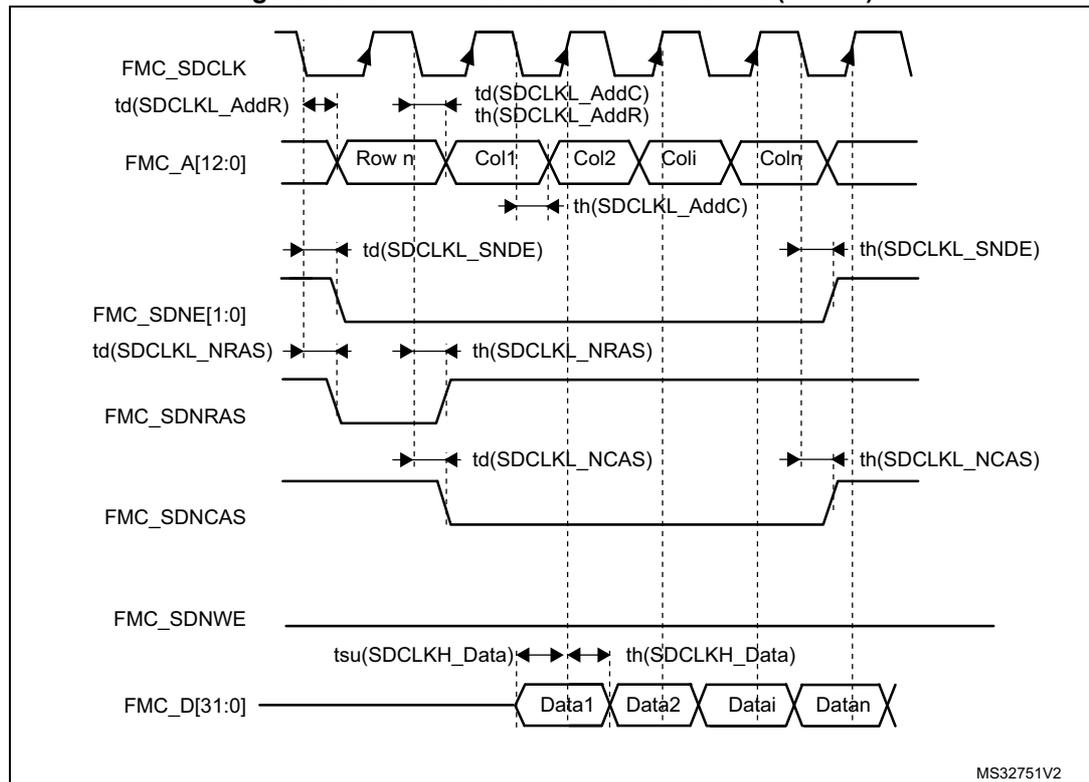 FMC_SDCLK
td(SDCLKL_AddR)
td(SDCLKL_AddC)
th(SDCLKL_AddR)
FMC_A[12:0]
Row n Col1 Col2 Coli Coln
th(SDCLKL_AddC)
td(SDCLKL_SNDE) th(SDCLKL_SNDE)
FMC_SDNE[1:0]
td(SDCLKL_NRAS) th(SDCLKL_NRAS)
FMC_SDNRAS
td(SDCLKL_NCAS) th(SDCLKL_NCAS)
FMC_SDNCAS
FMC_SDNWE
tsu(SDCLKH_Data) th(SDCLKH_Data)
FMC_D[31:0] Data1 Data2 Datai Datan
MS32751V2